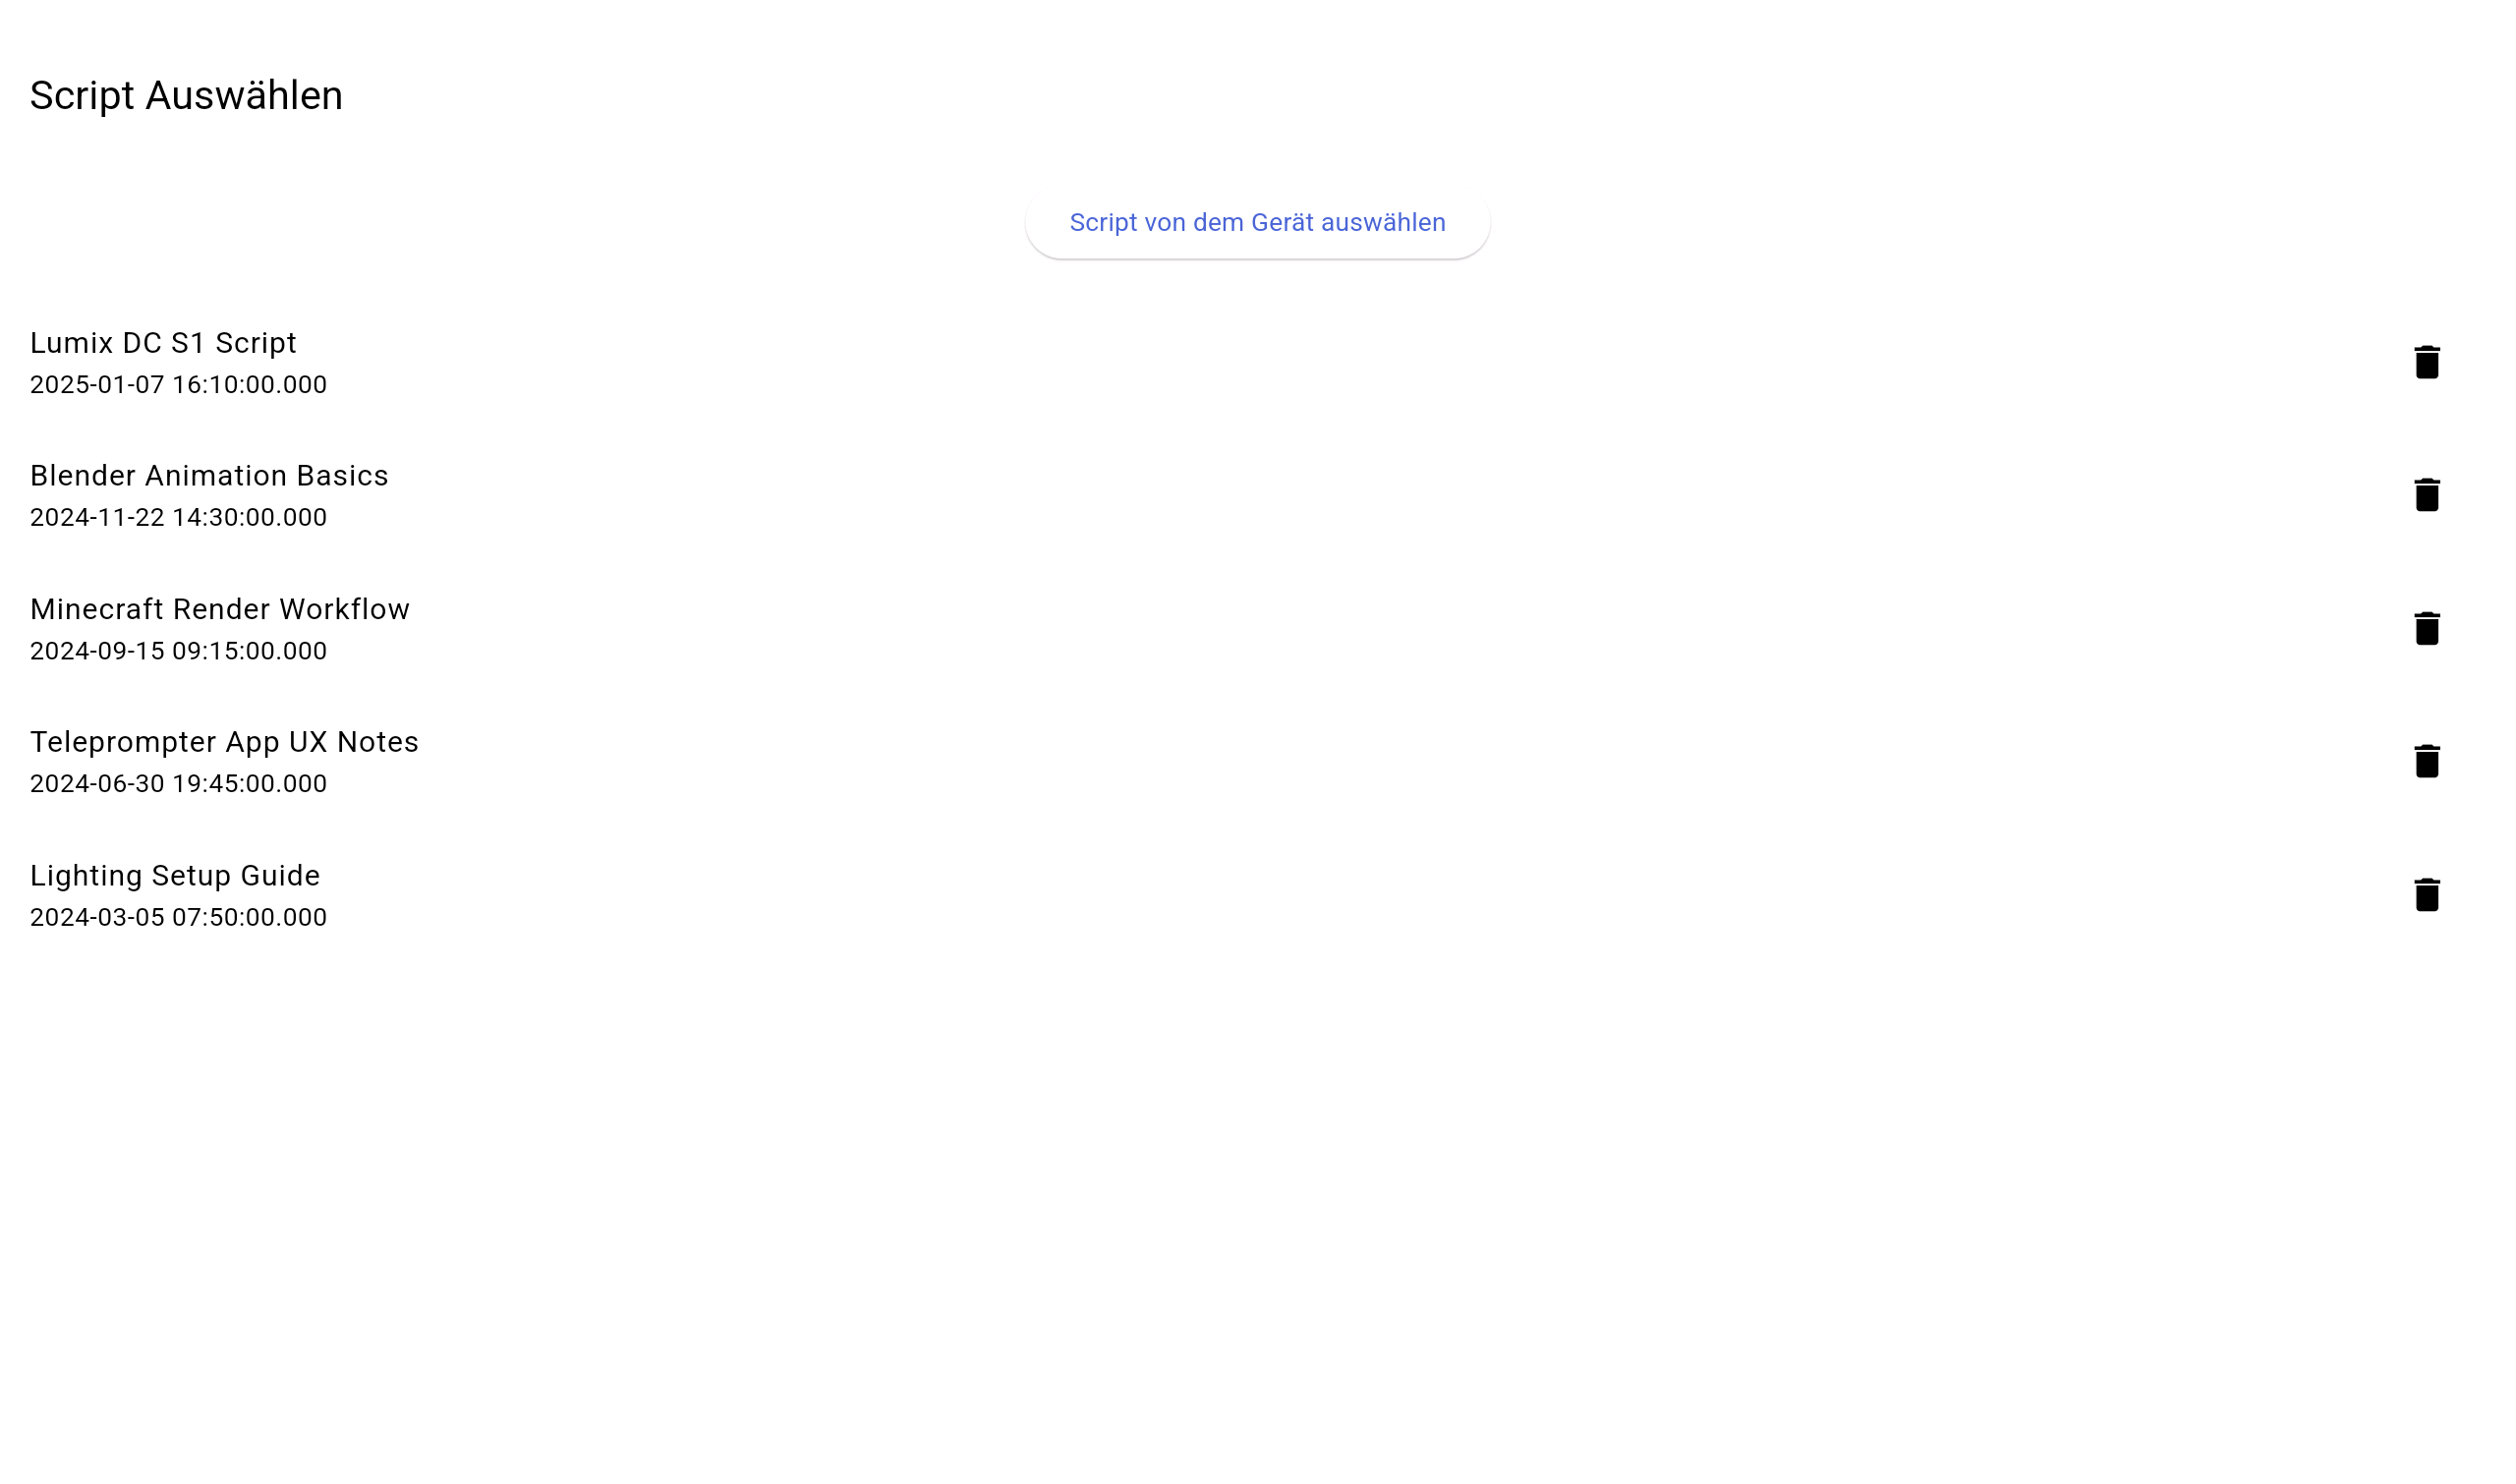 Script Auswählen
Script von dem Gerät auswählen
Lumix DC S1 Script
2025-01-07 16:10:00.000
Blender Animation Basics
2024-11-22 14:30:00.000
Minecraft Render Workflow
2024-09-15 09:15:00.000
Teleprompter App UX Notes
2024-06-30 19:45:00.000
Lighting Setup Guide
2024-03-05 07:50:00.000